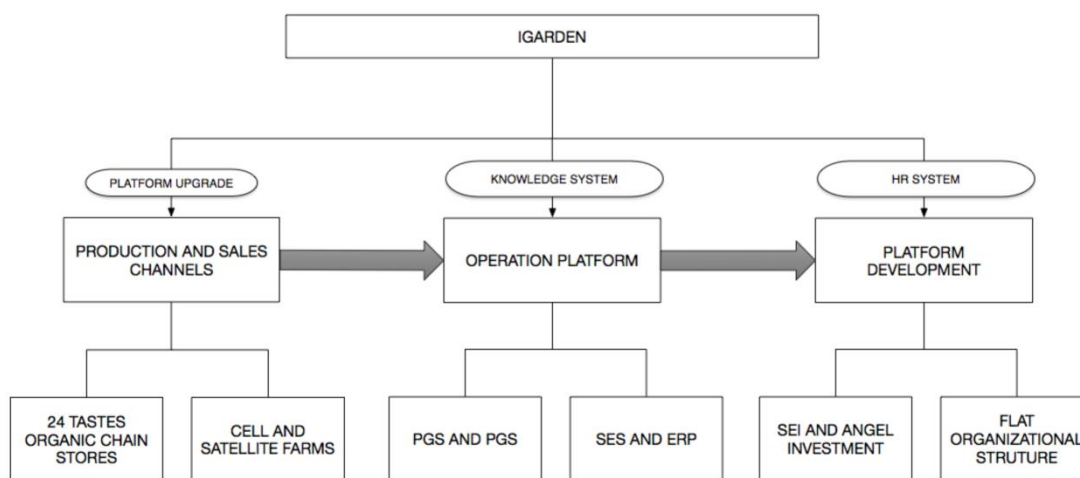 IGARDEN
PLATFORM UPGRADE
KNOWLEDGE SYSTEM
HR SYSTEM
PRODUCTION AND SALES
CHANNELS
OPERATION PLATFORM
PLATFORM
DEVELOPMENT
24 TASTES
ORGANIC CHAIN
STORES
CELL AND
SATELLITE FARMS
PGS AND PGS
SES AND ERP
SEI AND ANGEL
INVESTMENT
FLAT
ORGANIZATIONAL
STRUTURE